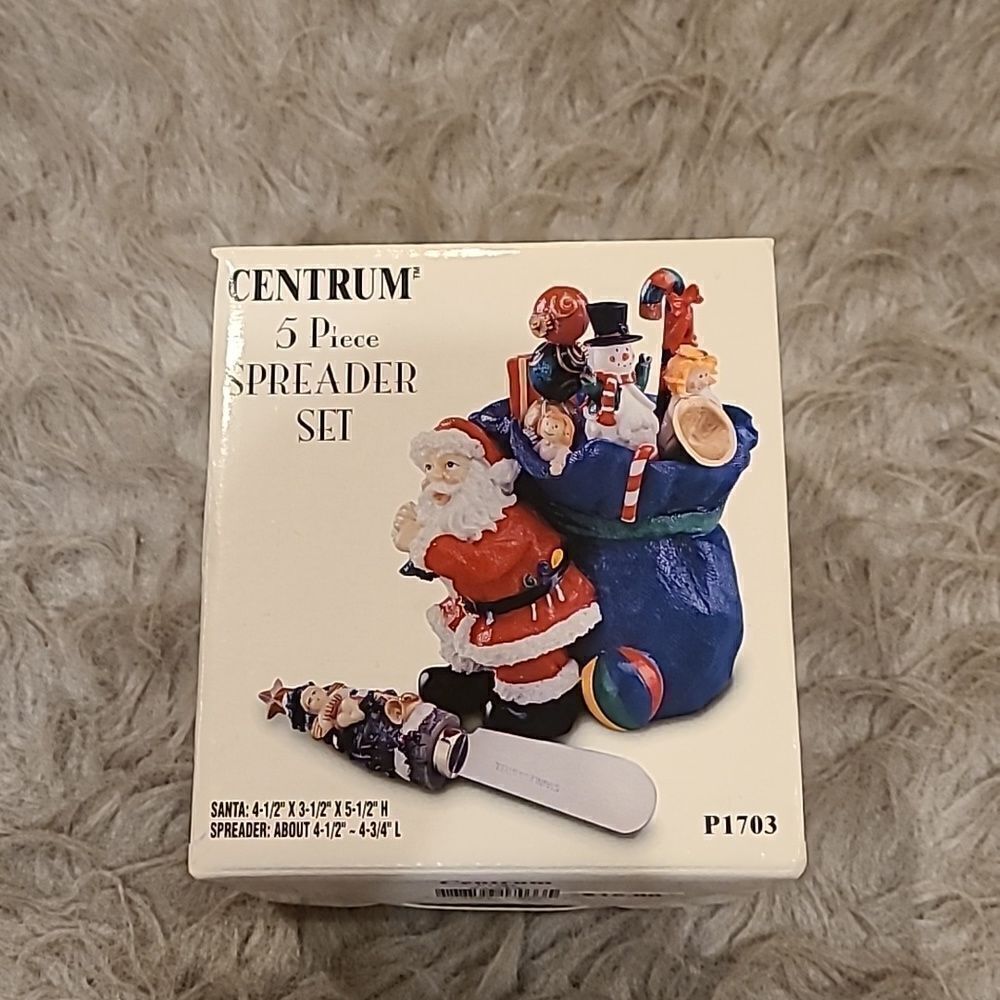 CENTRUM™
5 Piece
SPREADER
SET
SANTA: 4-1/2" X 3-1/2" X 5-1/2" H
SPREADER: ABOUT 4-1/2" ~ 4-3/4" L
P1703
Centrum